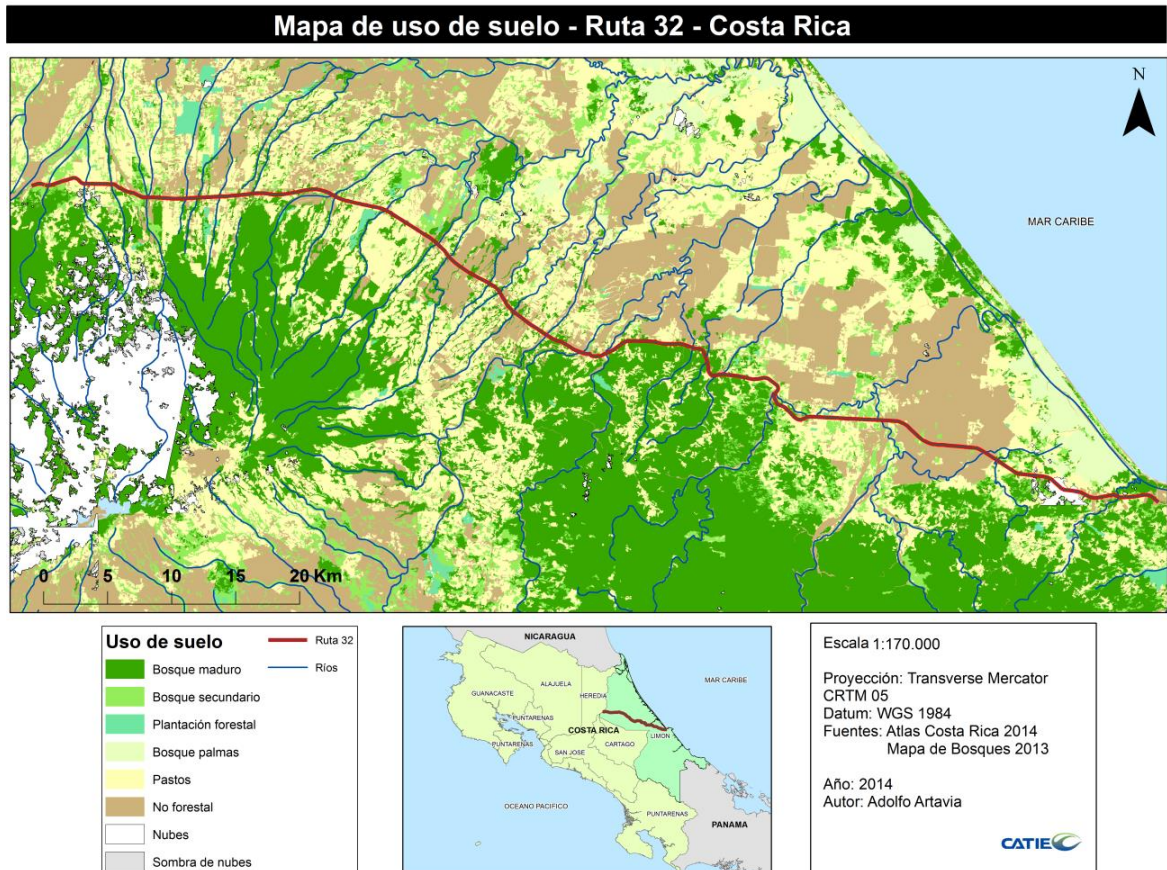 Mapa de uso de suelo - Ruta 32 - Costa Rica
N
MAR CARIBE
0 5 10 15 20 Km
Uso de suelo
Bosque maduro
Bosque secundario
Plantación forestal
Bosque palmas
Pastos
No forestal
Nubes
Sombra de nubes
Ruta 32
Ríos
NICARAGUA
MAR CARIBE
ALAJUELA
GUANACASTE
HEREDIA
PUNTARENAS
COSTA RICA
LIMON
PUNTARENAS
SAN JOSE
CARTAGO
OCEANO PACIFICO
PUNTARENAS
PANAMA
Escala 1:170.000
Proyección: Transverse Mercator
CRTM 05
Datum: WGS 1984
Fuentes: Atlas Costa Rica 2014
Mapa de Bosques 2013
Año: 2014
Autor: Adolfo Artavia
CATIE